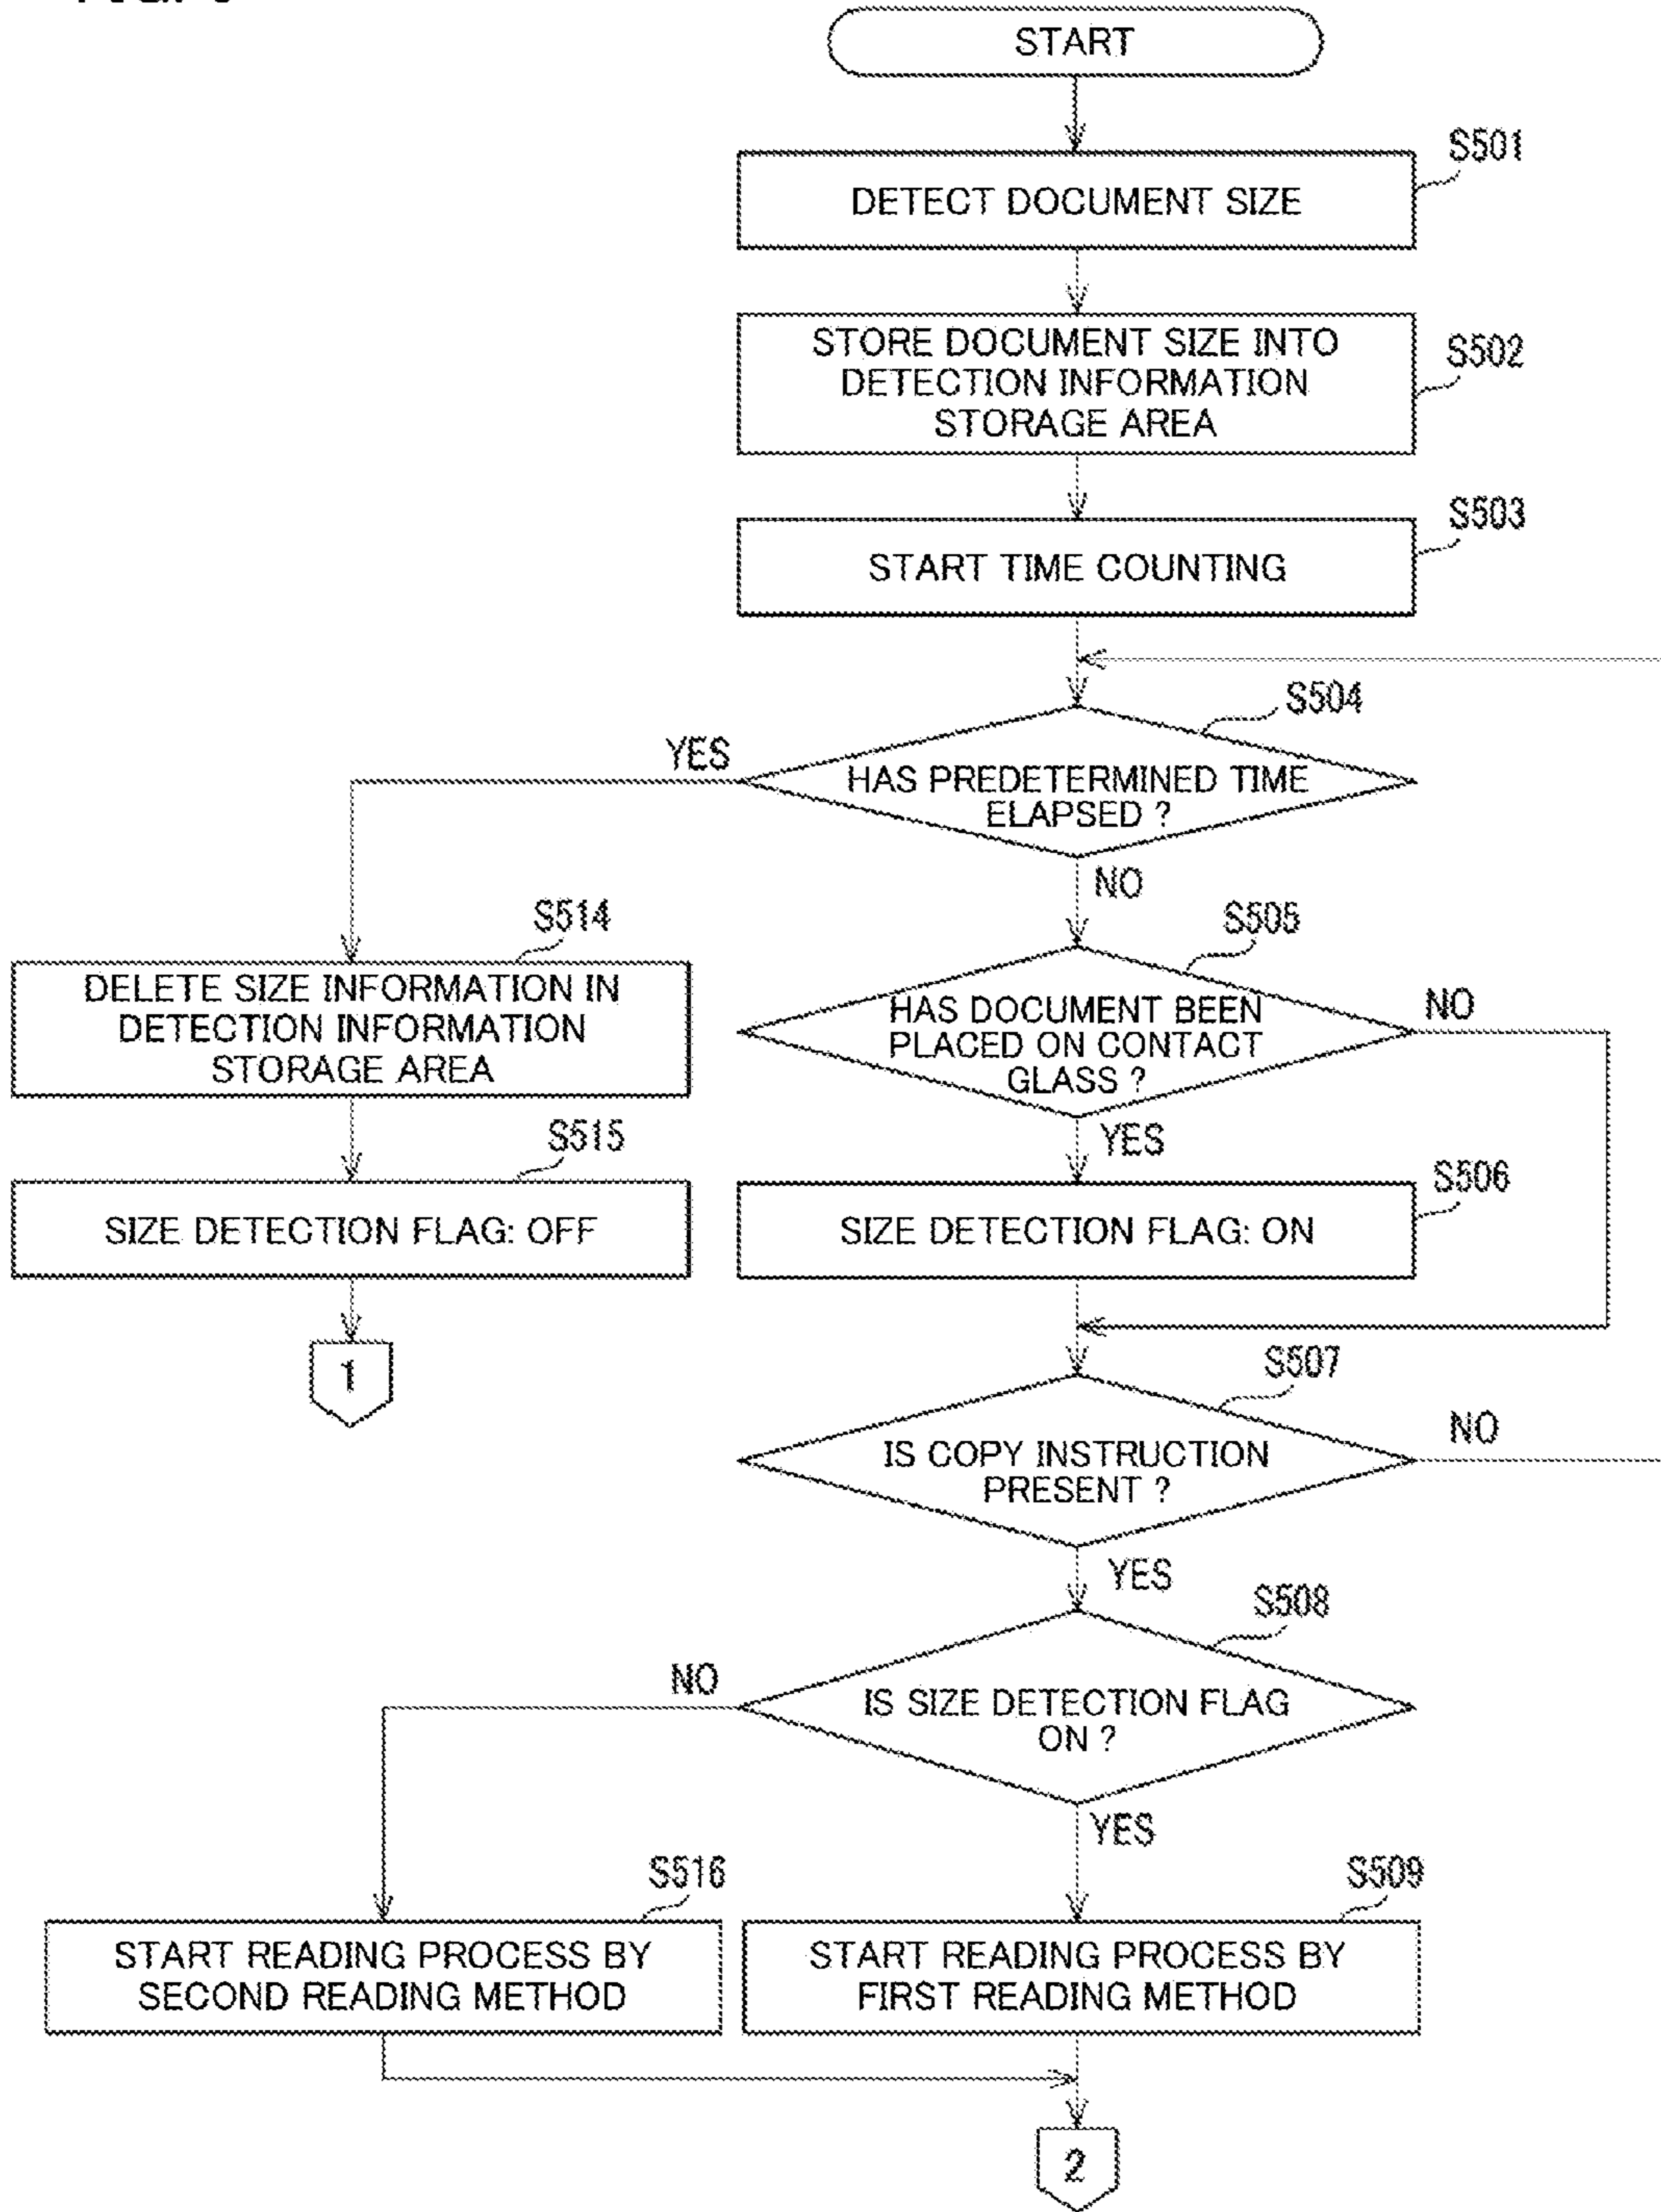 START
S501
DETECT DOCUMENT SIZE
S502
STORE DOCUMENT SIZE INTO
DETECTION INFORMATION
STORAGE AREA
S503
START TIME COUNTING
S504
YES
HAS PREDETERMINED TIME
ELAPSED ?
NO
S514
DELETE SIZE INFORMATION IN
DETECTION INFORMATION
STORAGE AREA
S505
HAS DOCUMENT BEEN
PLACED ON CONTACT
GLASS ?
NO
YES
S515
SIZE DETECTION FLAG: OFF
S506
SIZE DETECTION FLAG: ON
1
S507
IS COPY INSTRUCTION
PRESENT ?
NO
YES
S508
NO
IS SIZE DETECTION FLAG
ON ?
YES
S516
START READING PROCESS BY
SECOND READING METHOD
S509
START READING PROCESS BY
FIRST READING METHOD
2